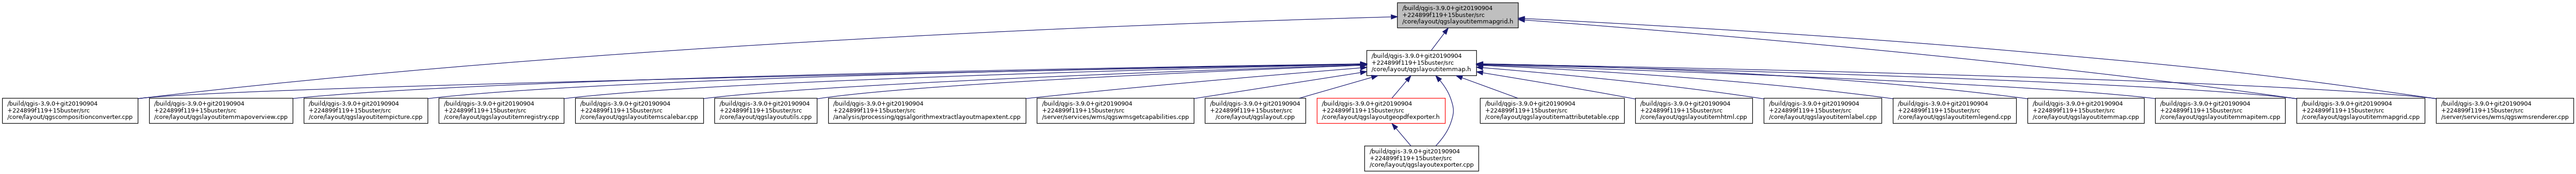 /build/qgis-3.9.0+git20190904
+224899f119+15buster/src
/core/layout/qgslayoutitemmapgrid.h
/build/qgis-3.9.0+git20190904
+224899f119+15buster/src
/core/layout/qgslayoutitemmap.h
/build/qgis-3.9.0+git20190904
+224899f119+15buster/src
/core/layout/qgscompositionconverter.cpp
/build/qgis-3.9.0+git20190904
+224899f119+15buster/src
/core/layout/qgslayoutitemmapoverview.cpp
/build/qgis-3.9.0+git20190904
+224899f119+15buster/src
/core/layout/qgslayoutitempicture.cpp
/build/qgis-3.9.0+git20190904
+224899f119+15buster/src
/core/layout/qgslayoutitemregistry.cpp
/build/qgis-3.9.0+git20190904
+224899f119+15buster/src
/core/layout/qgslayoutitemscalebar.cpp
/build/qgis-3.9.0+git20190904
+224899f119+15buster/src
/core/layout/qgslayoututils.cpp
/build/qgis-3.9.0+git20190904
+224899f119+15buster/src
/analysis/processing/qgsalgorithmextractlayoutmapextent.cpp
/build/qgis-3.9.0+git20190904
+224899f119+15buster/src
/server/services/wms/qgswmsgetcapabilities.cpp
/build/qgis-3.9.0+git20190904
+224899f119+15buster/src
/core/layout/qgslayout.cpp
/build/qgis-3.9.0+git20190904
+224899f119+15buster/src
/core/layout/qgslayoutgeopdfexporter.h
/build/qgis-3.9.0+git20190904
+224899f119+15buster/src
/core/layout/qgslayoutitemattributetable.cpp
/build/qgis-3.9.0+git20190904
+224899f119+15buster/src
/core/layout/qgslayoutitemhtml.cpp
/build/qgis-3.9.0+git20190904
+224899f119+15buster/src
/core/layout/qgslayoutitemlabel.cpp
/build/qgis-3.9.0+git20190904
+224899f119+15buster/src
/core/layout/qgslayoutitemlegend.cpp
/build/qgis-3.9.0+git20190904
+224899f119+15buster/src
/core/layout/qgslayoutitemmap.cpp
/build/qgis-3.9.0+git20190904
+224899f119+15buster/src
/core/layout/qgslayoutitemmapitem.cpp
/build/qgis-3.9.0+git20190904
+224899f119+15buster/src
/core/layout/qgslayoutitemmapgrid.cpp
/build/qgis-3.9.0+git20190904
+224899f119+15buster/src
/server/services/wms/qgswmsrenderer.cpp
/build/qgis-3.9.0+git20190904
+224899f119+15buster/src
/core/layout/qgslayoutexporter.cpp